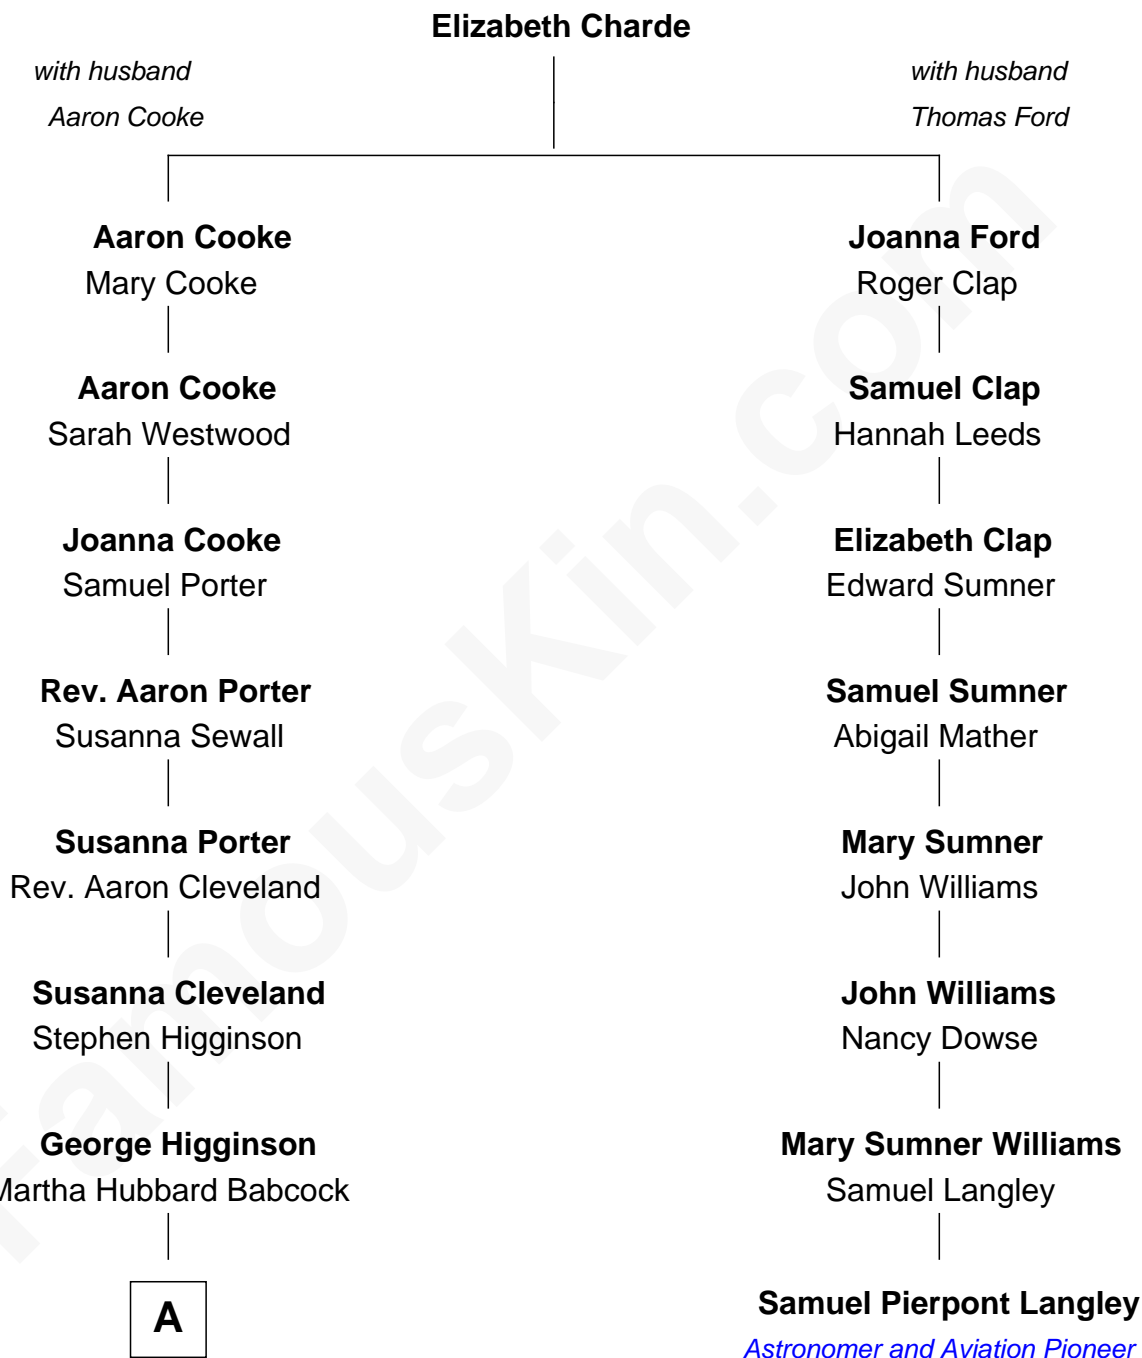 Elizabeth Charde
with husband
Aaron Cooke
with husband
Thomas Ford
Aaron Cooke
Mary Cooke
Joanna Ford
Roger Clap
Aaron Cooke
Sarah Westwood
Samuel Clap
Hannah Leeds
Joanna Cooke
Samuel Porter
Elizabeth Clap
Edward Sumner
Rev. Aaron Porter
Susanna Sewall
Samuel Sumner
Abigail Mather
Susanna Porter
Rev. Aaron Cleveland
Mary Sumner
John Williams
Susanna Cleveland
Stephen Higginson
John Williams
Nancy Dowse
George Higginson
Martha Hubbard Babcock
Mary Sumner Williams
Samuel Langley
A
Samuel Pierpont Langley
Astronomer and Aviation Pioneer
FamousKin.com